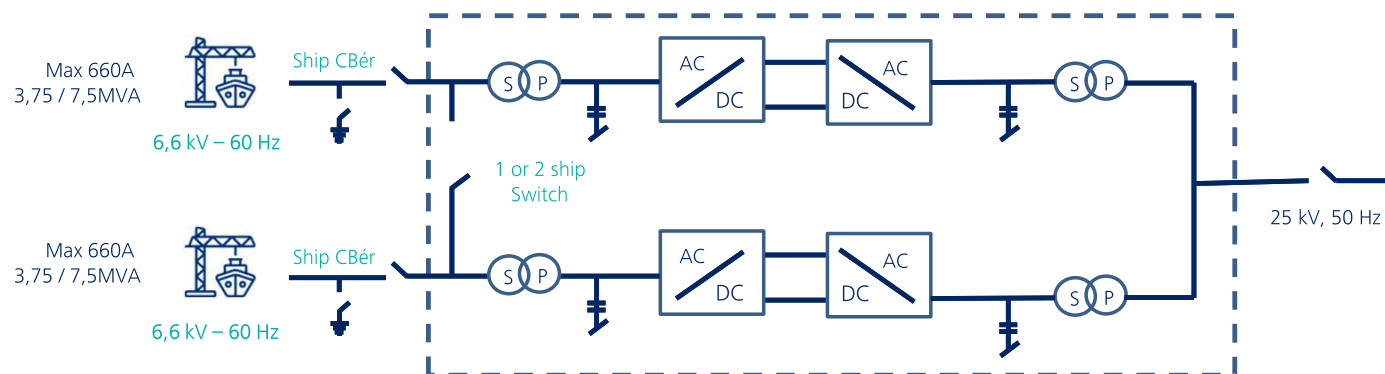 Max 660A
3,75 / 7,5MVA
6,6 kV – 60 Hz
Ship CBér
S P
AC
DC
AC
DC
S P
1 or 2 ship
Switch
25 kV, 50 Hz
Max 660A
3,75 / 7,5MVA
6,6 kV – 60 Hz
Ship CBér
S P
AC
DC
AC
DC
S P